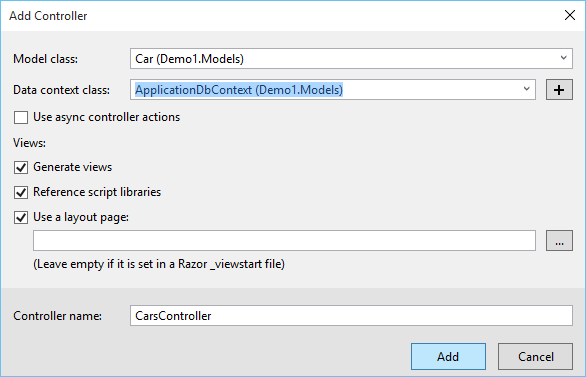 Add Controller
Model class: Car (Demo1.Models)
Data context class: ApplicationDbContext (Demo1.Models) +
Use async controller actions
Views:
Generate views
Reference script libraries
Use a layout page:
...
(Leave empty if it is set in a Razor _viewstart file)
Controller name: CarsController
Add Cancel